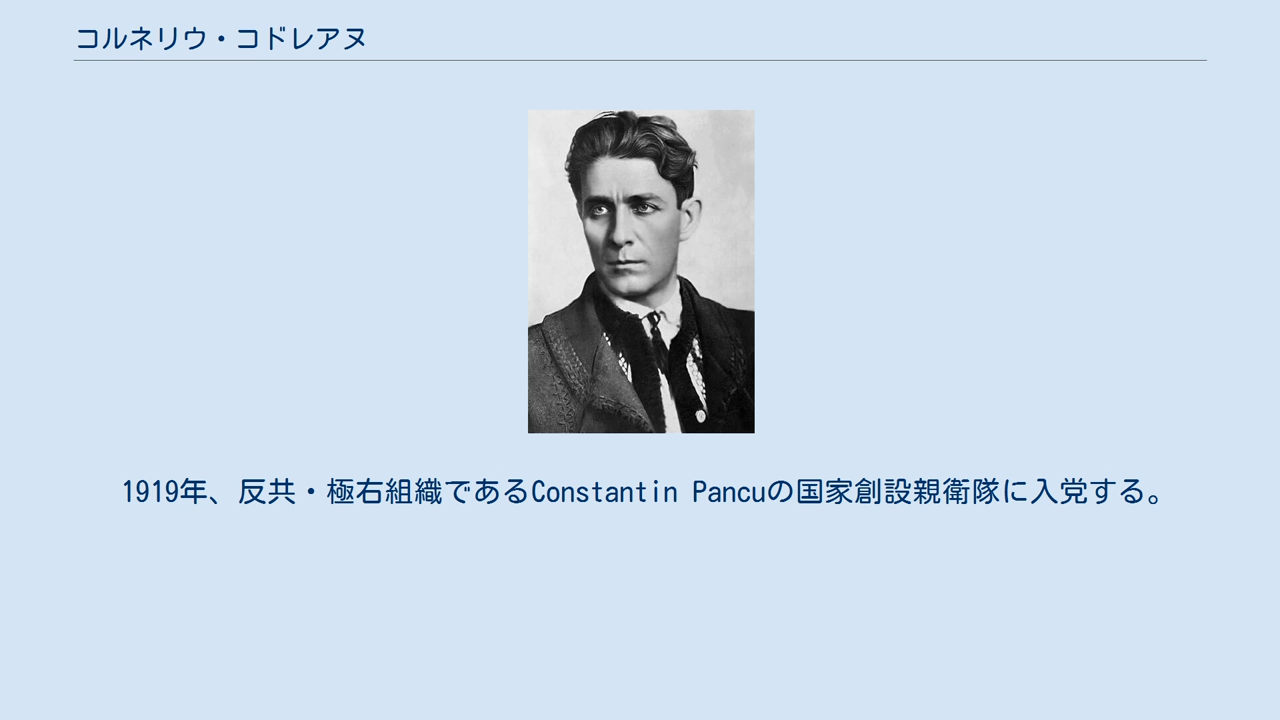 コルネリウ・コドレアヌ
1919年、反共・極右組織であるConstantin Pancuの国家創設親衛隊に入党する。